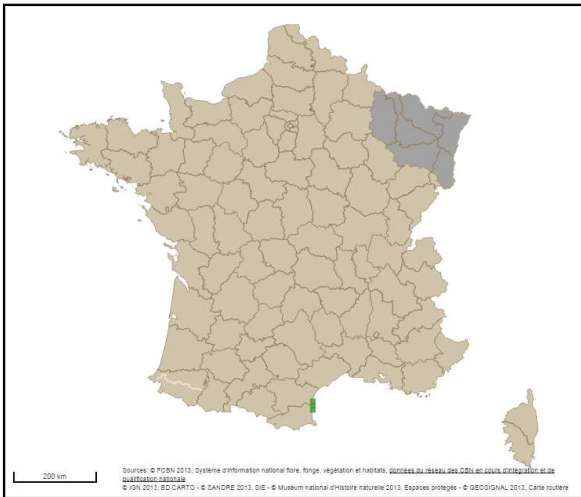 200 km
Sources: © FCBN 2013, Système d'information national flore, fonge, végétation et habitats, données du réseau des CBN en cours d'intégration et de
qualification nationale
© IGN 2013, BD CARTO - © SANDRE 2013, SIE - © Muséum national d'Histoire naturelle 2013, Espaces protégés - © GEOSIGNAL 2013, Carte routière